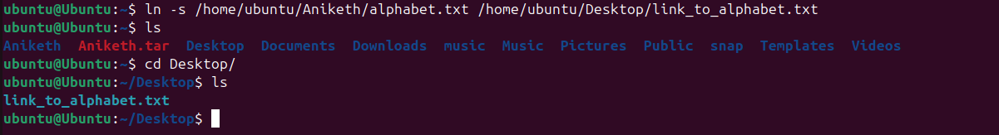 ubuntu@Ubuntu:~$ ln -s /home/ubuntu/Aniketh/alphabet.txt /home/ubuntu/Desktop/link_to_alphabet.txt
ubuntu@Ubuntu:~$ ls
Aniketh  Aniketh.tar  Desktop  Documents  Downloads  music  Music  Pictures  Public  snap  Templates  Videos
ubuntu@Ubuntu:~$ cd Desktop/
ubuntu@Ubuntu:~/Desktop$ ls
link_to_alphabet.txt
ubuntu@Ubuntu:~/Desktop$